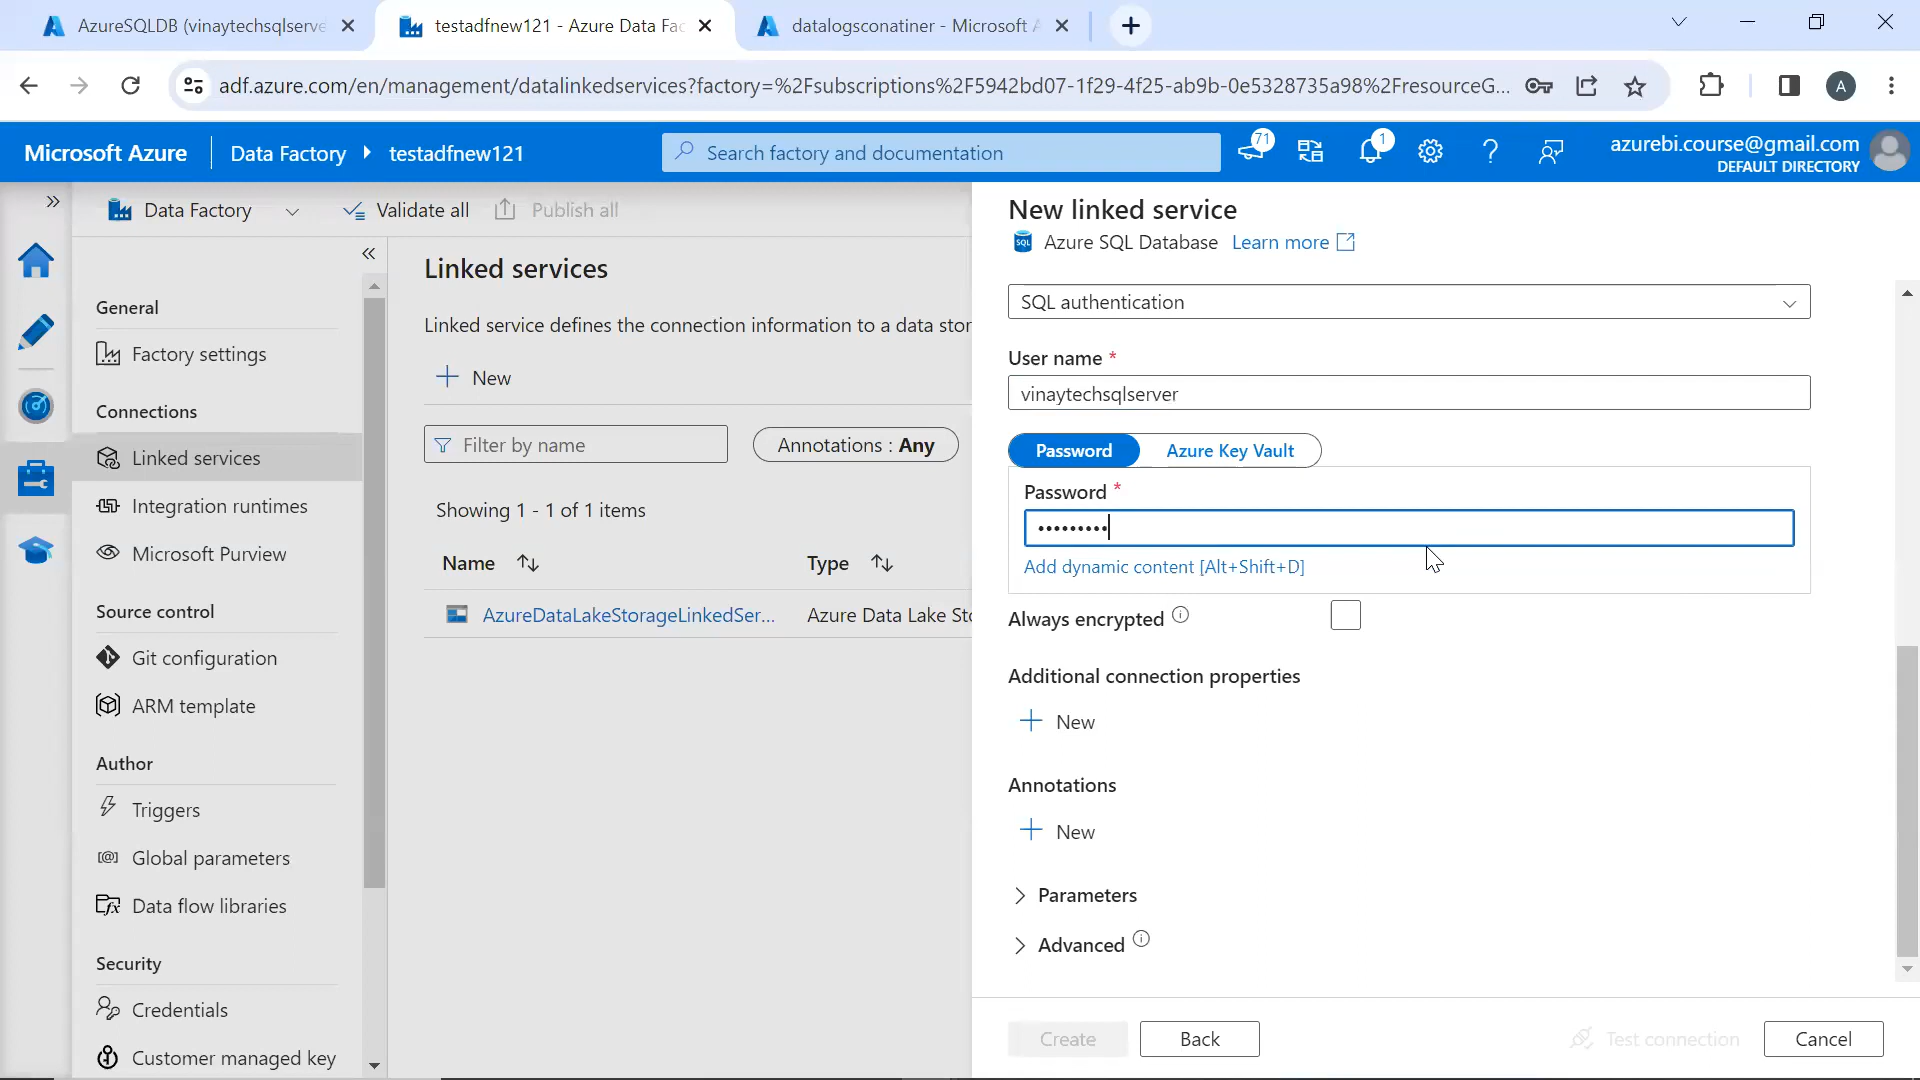 AzureSQLDB (vinaytechsqlserve
testadfnew121 - Azure Data Fac
datalogsconatiner - Microsoft A
adf.azure.com/en/management/datalinkedservices?factory=%2Fsubscriptions%2F5942bd07-1f29-4f25-ab9b-0e5328735a98%2FresourceG...
A
Microsoft Azure
Data Factory
testadfnew121
Search factory and documentation
71
1
azurebi.course@gmail.com
DEFAULT DIRECTORY
Data Factory
Validate all
Publish all
General
Factory settings
Connections
Linked services
Integration runtimes
Microsoft Purview
Source control
Git configuration
ARM template
Author
Triggers
Global parameters
Data flow libraries
Security
Credentials
Customer managed key
Linked services
Linked service defines the connection information to a data stor
New
Filter by name
Annotations : Any
Showing 1 - 1 of 1 items
Name
Type
AzureDataLakeStorageLinkedSer...
Azure Data Lake Sto
New linked service
SQL
Azure SQL Database
Learn more
SQL authentication
User name *
vinaytechsqlserver
Password
Azure Key Vault
Password *
•••••••••
Add dynamic content [Alt+Shift+D]
Always encrypted
Additional connection properties
New
Annotations
New
Parameters
Advanced
Create
Back
Test connection
Cancel